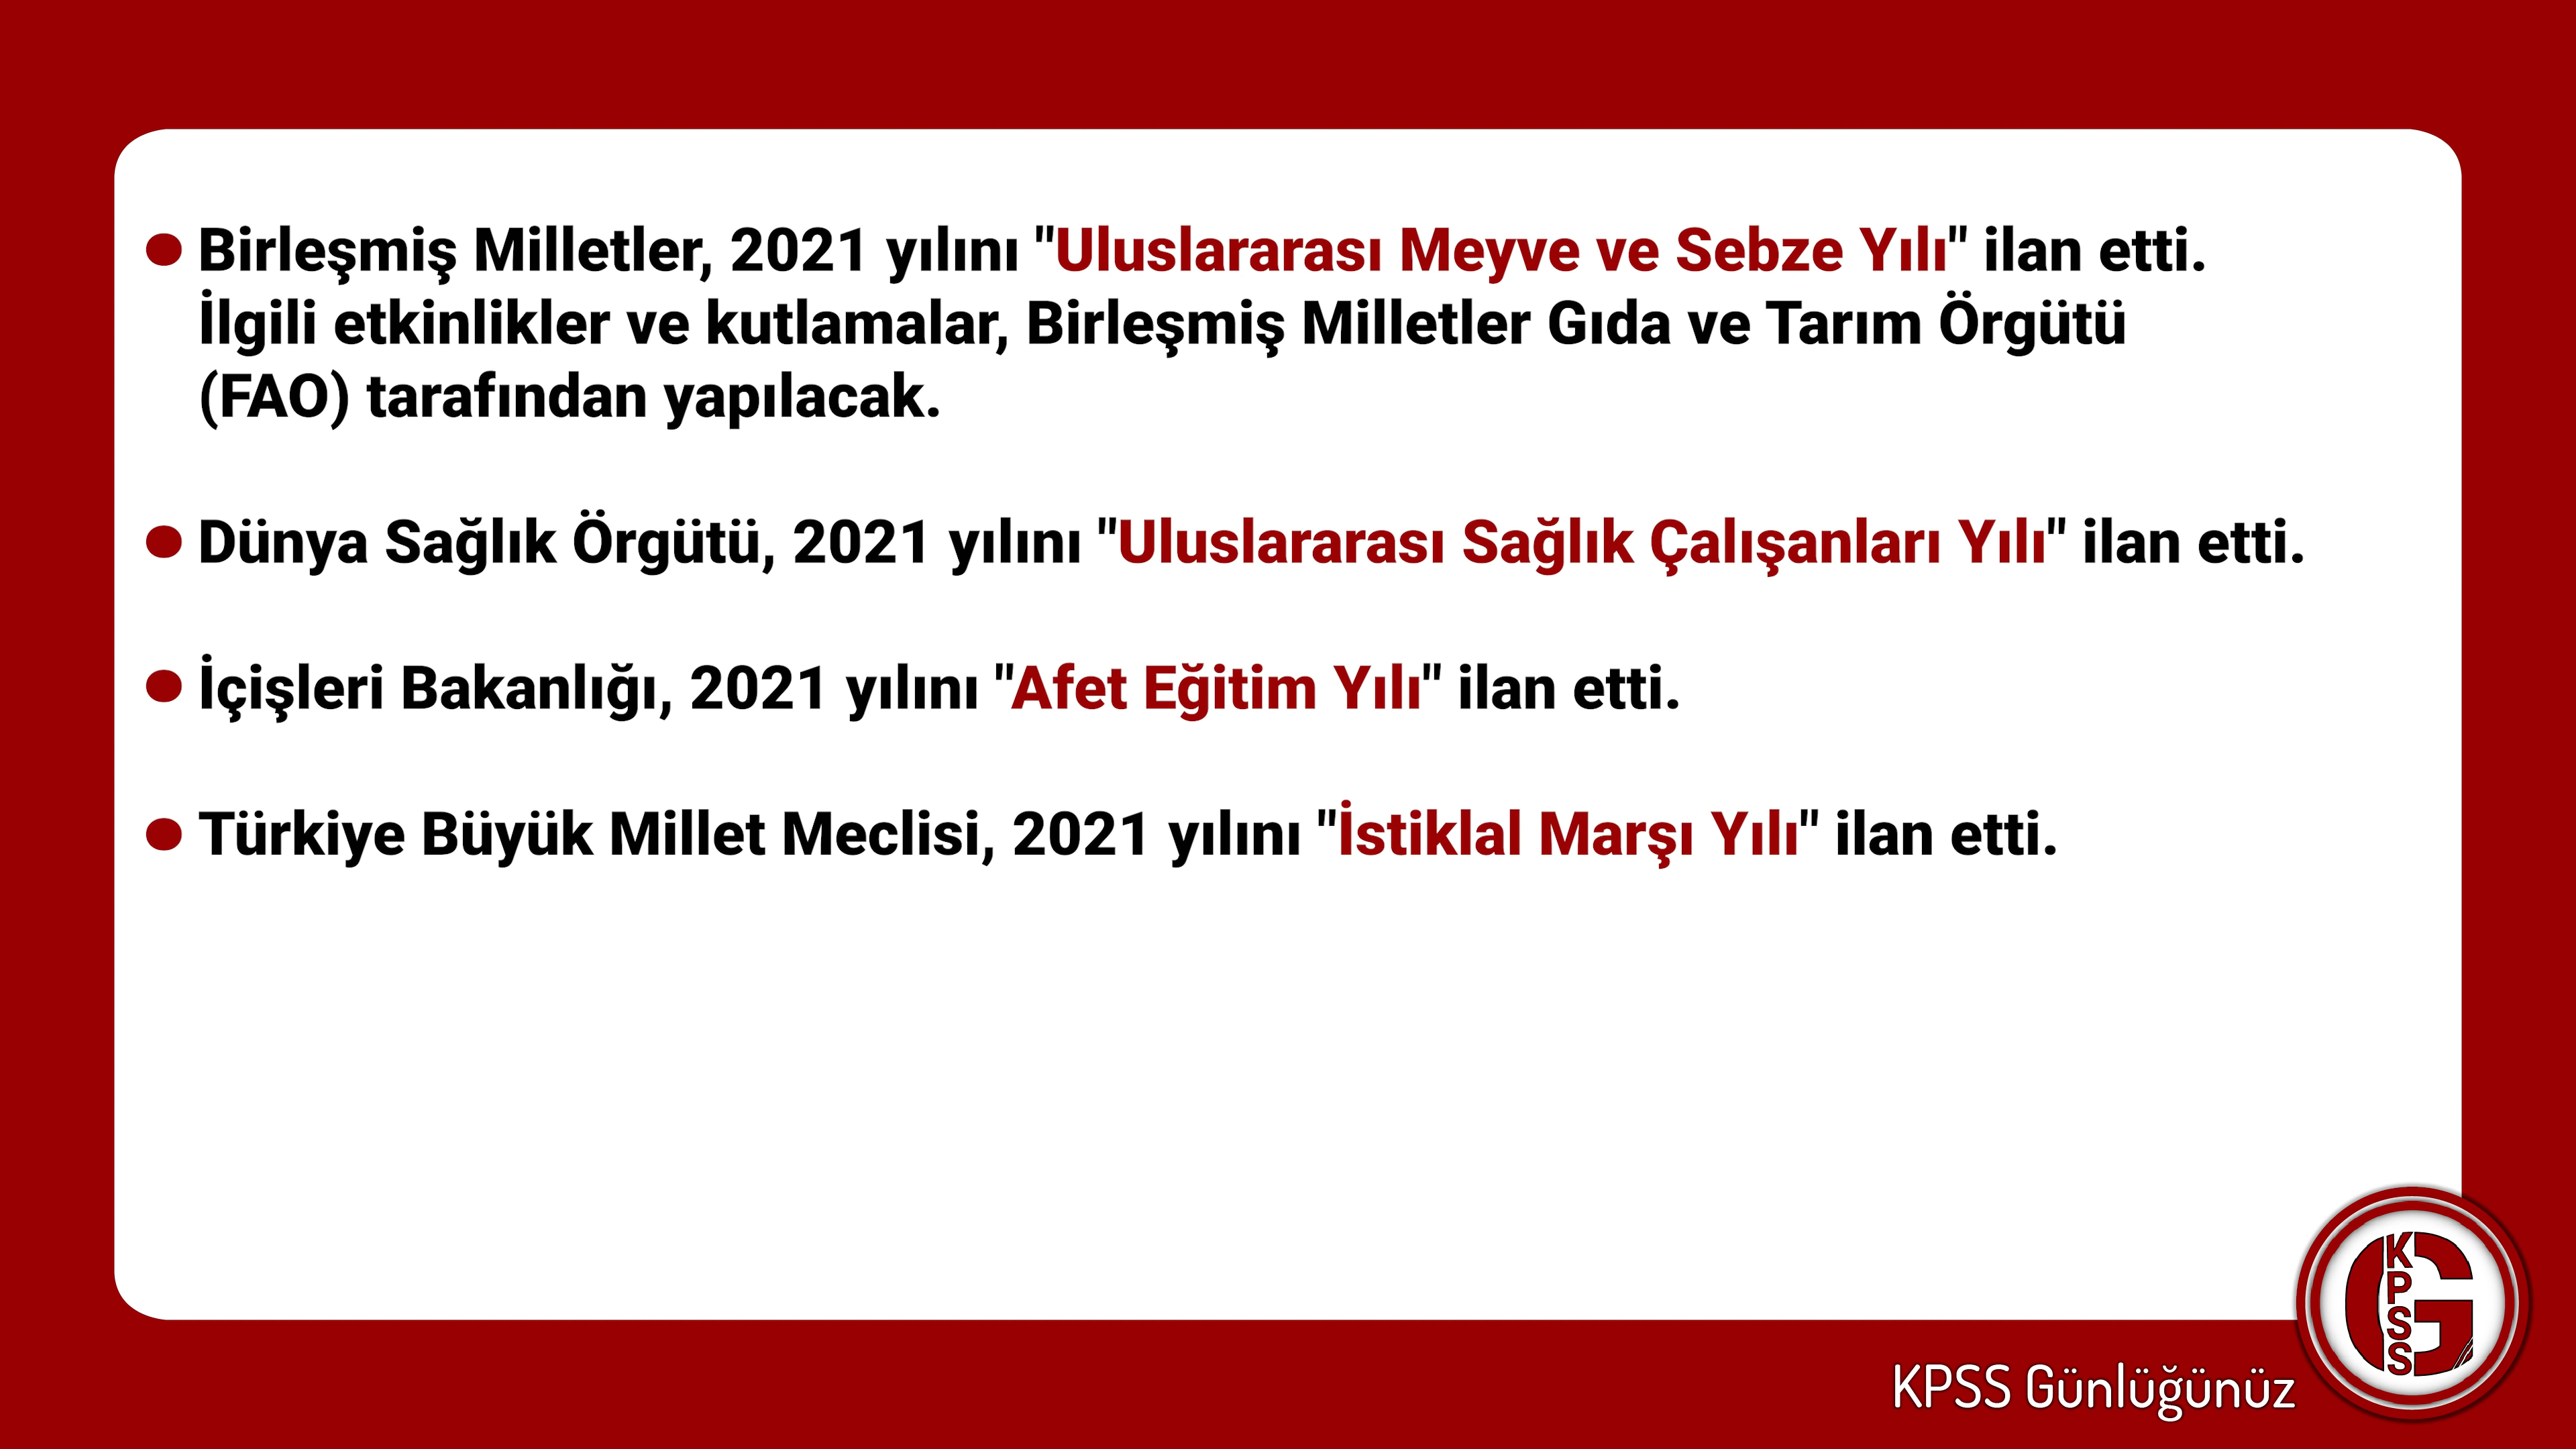 Birleşmiş Milletler, 2021 yılını "Uluslararası Meyve ve Sebze Yılı" ilan etti.
İlgili etkinlikler ve kutlamalar, Birleşmiş Milletler Gıda ve Tarım Örgütü
(FAO) tarafından yapılacak.
Dünya Sağlık Örgütü, 2021 yılını "Uluslararası Sağlık Çalışanları Yılı" ilan etti.
İçişleri Bakanlığı, 2021 yılını "Afet Eğitim Yılı" ilan etti.
Türkiye Büyük Millet Meclisi, 2021 yılını "İstiklal Marşı Yılı" ilan etti.
KPSS Günlüğünüz
G
KPSS